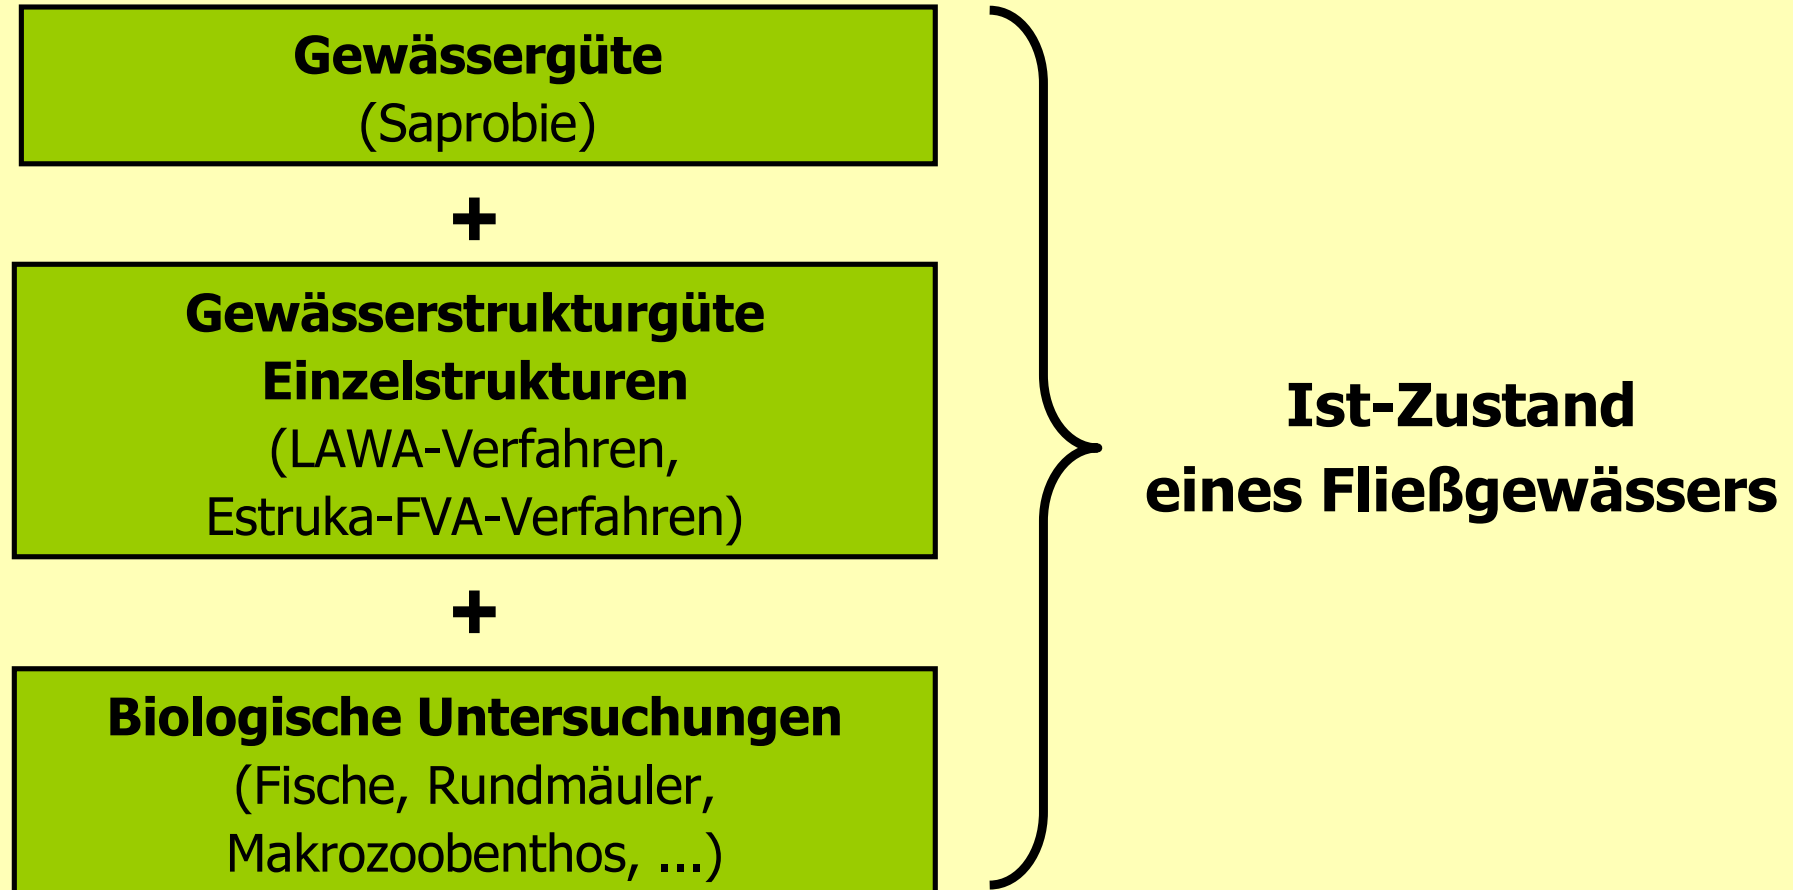 Gewässergüte
(Saprobie)
+
Gewässerstrukturgüte
Einzelstrukturen
(LAWA-Verfahren,
Estruka-FVA-Verfahren)
+
Biologische Untersuchungen
(Fische, Rundmäuler,
Makrozoobenthos, ...)
Ist-Zustand
eines Fließgewässers